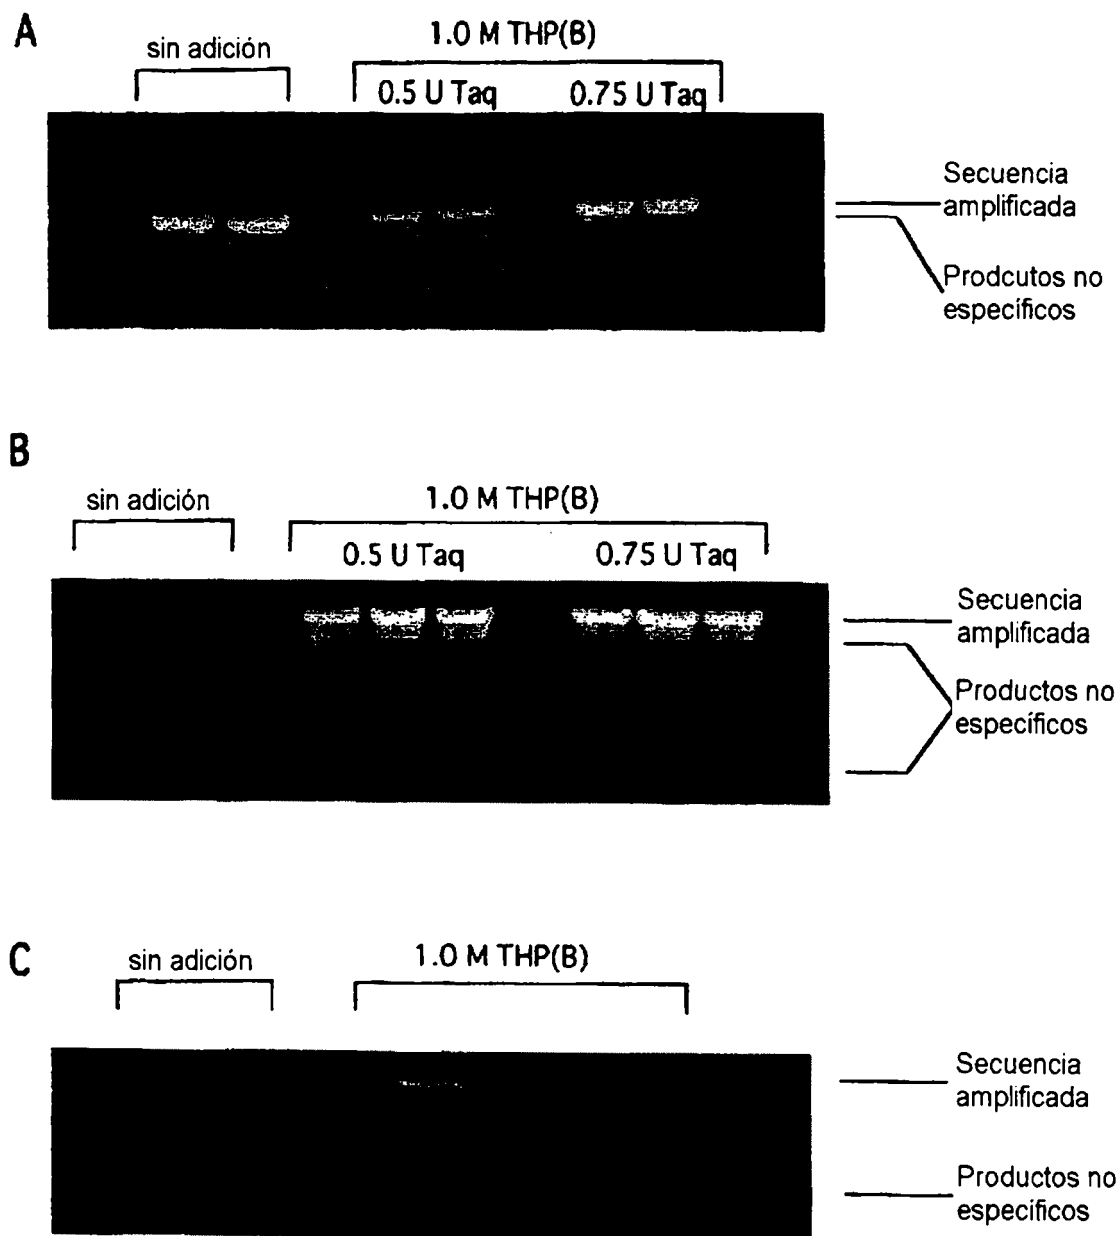 A
sin adición
1.0 M THP(B)
0.5 U Taq
0.75 U Taq
Secuencia
amplificada
Prodcutos no
específicos
B
sin adición
1.0 M THP(B)
0.5 U Taq
0.75 U Taq
Secuencia
amplificada
Productos no
específicos
C
sin adición
1.0 M THP(B)
Secuencia
amplificada
Productos no
específicos